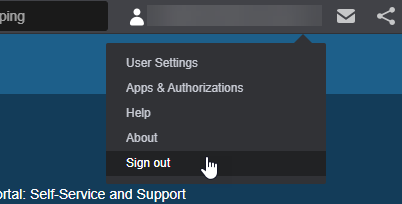 ping
User Settings
Apps & Authorizations
Help
About
Sign out
ortal: Self-Service and Support